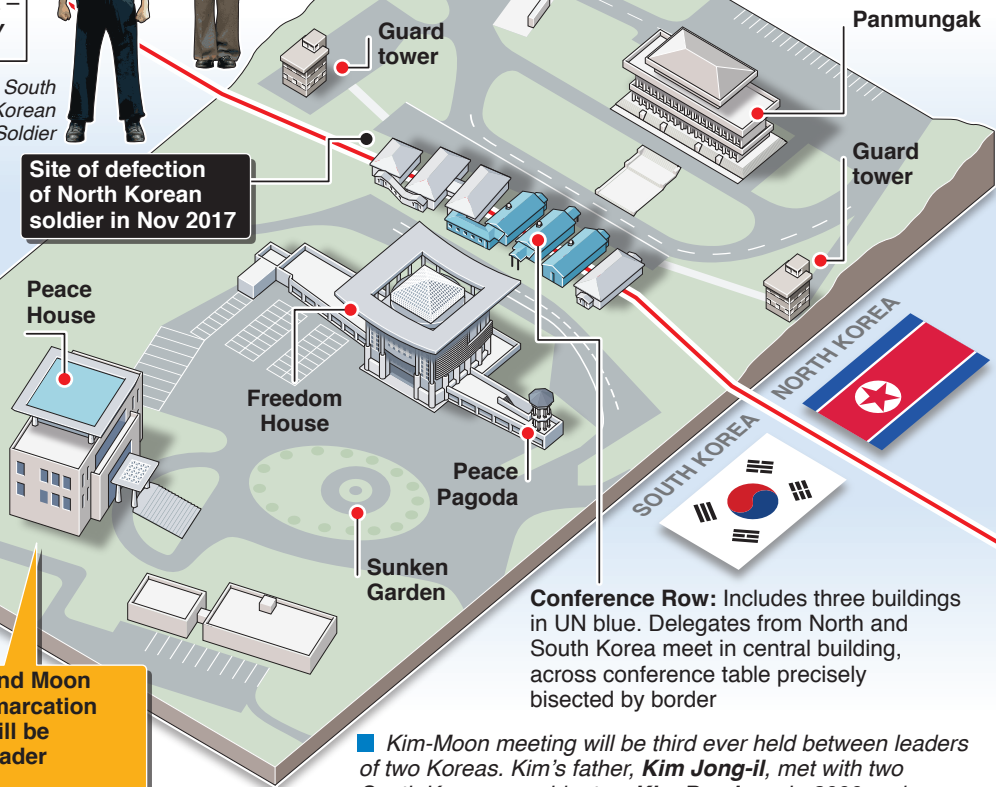 Y
South
Korean
Soldier
Guard
tower
Panmungak
Guard
tower
Site of defection
of North Korean
soldier in Nov 2017
Peace
House
Freedom
House
Peace
Pagoda
Sunken
Garden
NORTH KOREA
SOUTH KOREA
Conference Row: Includes three buildings
in UN blue. Delegates from North and
South Korea meet in central building,
across conference table precisely
bisected by border
Moon
ill be
Kim-Moon meeting will be third ever held between leaders
of two Koreas. Kim’s father, Kim Jong-il, met with two